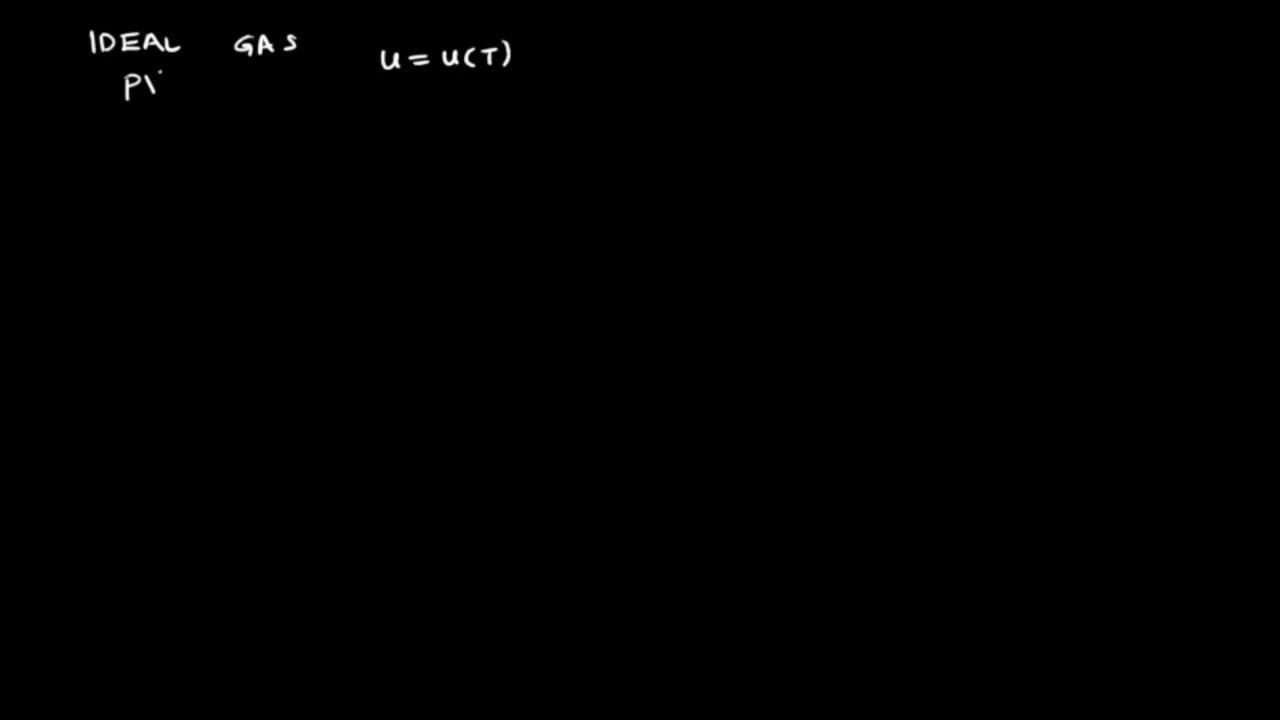 IDEAL GAS u = u(T)
P\